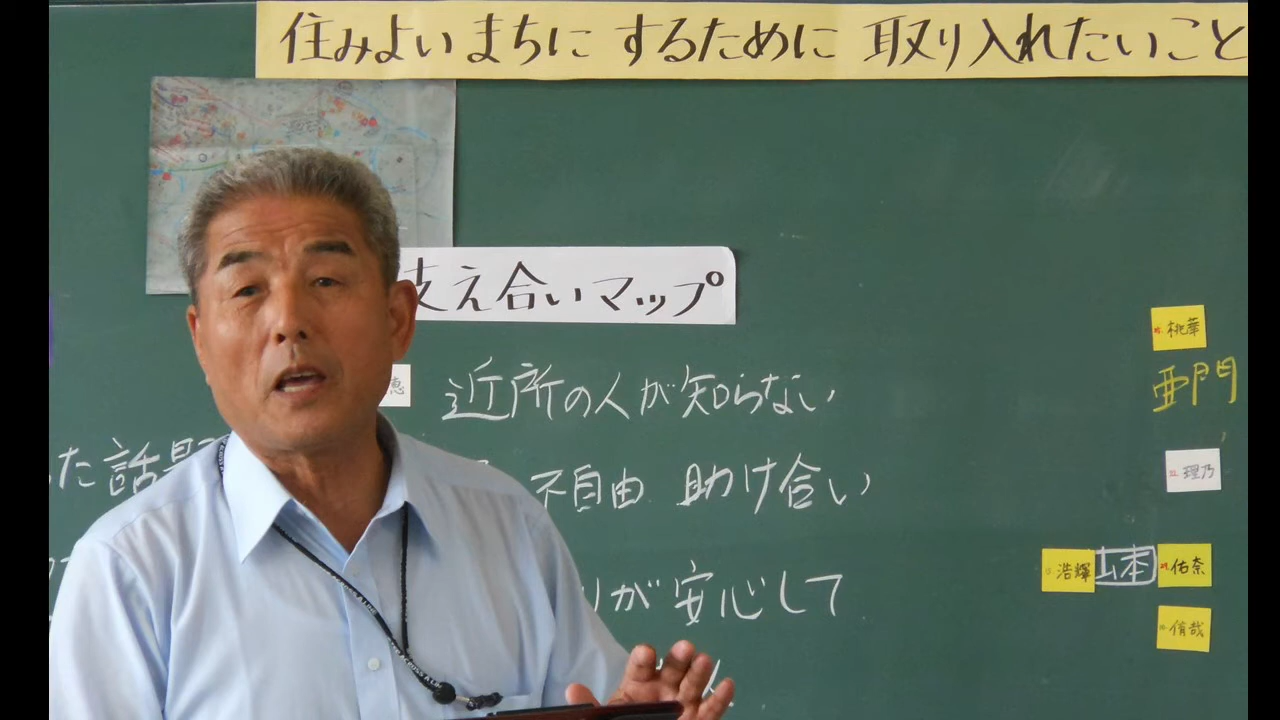 住みよいまちに するために 取り入れたいこと
支え合いマップ
桃華
亜門
恵
近所の人が知らない
た話題
不自由 助け合い
理乃
浩輝
山本
佑奈
りが安心して
侑哉